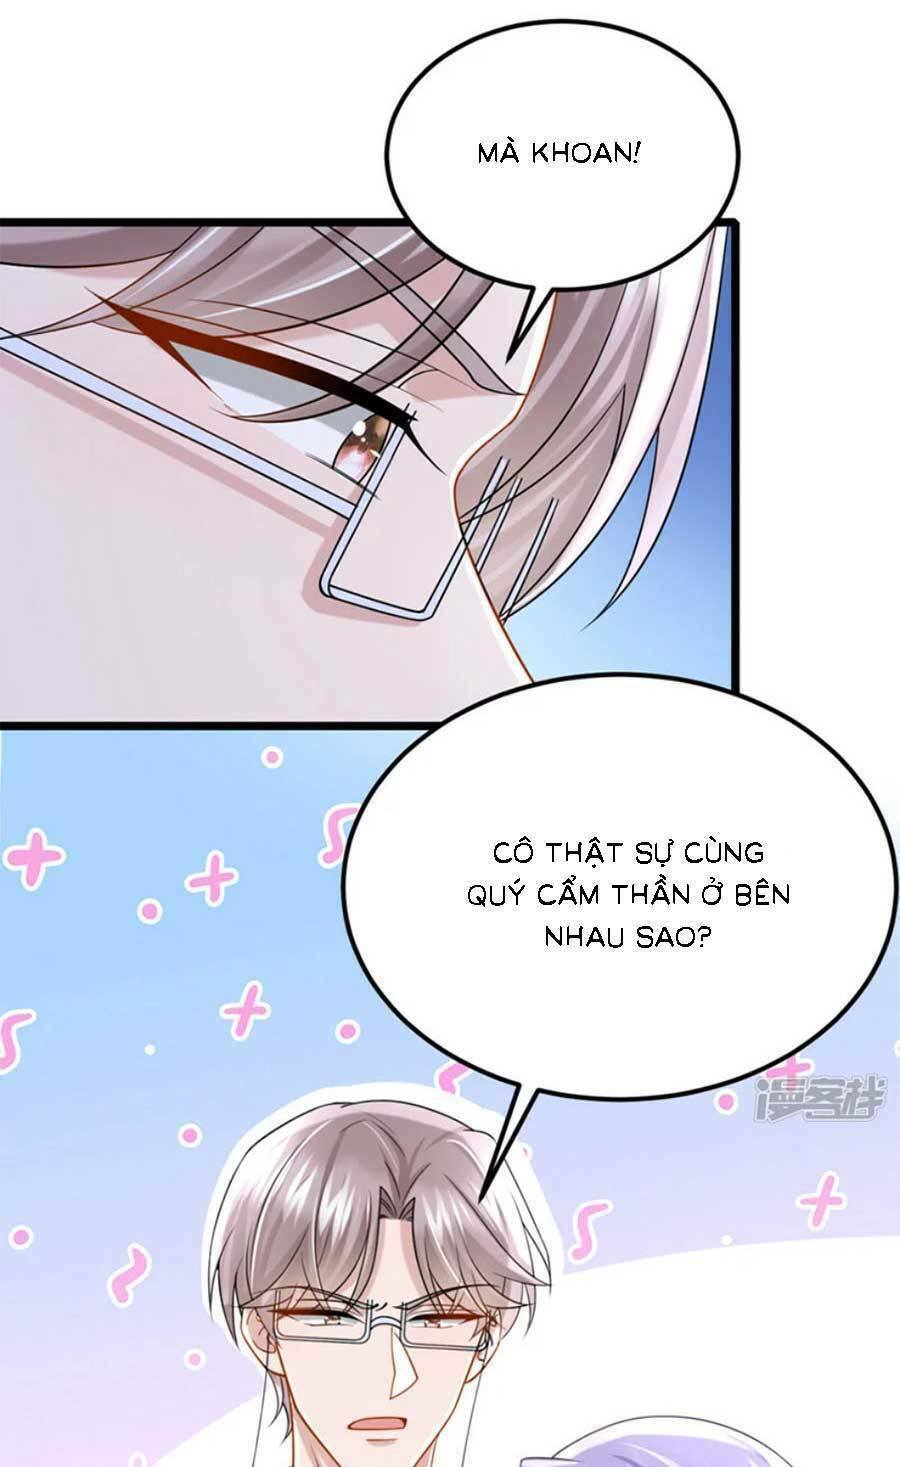 MÀ KHOAN!
CÔ THẬT SỰ CÙNG
QUÝ CẨM THẦN Ở BÊN
NHAU SAO?
漫客栈